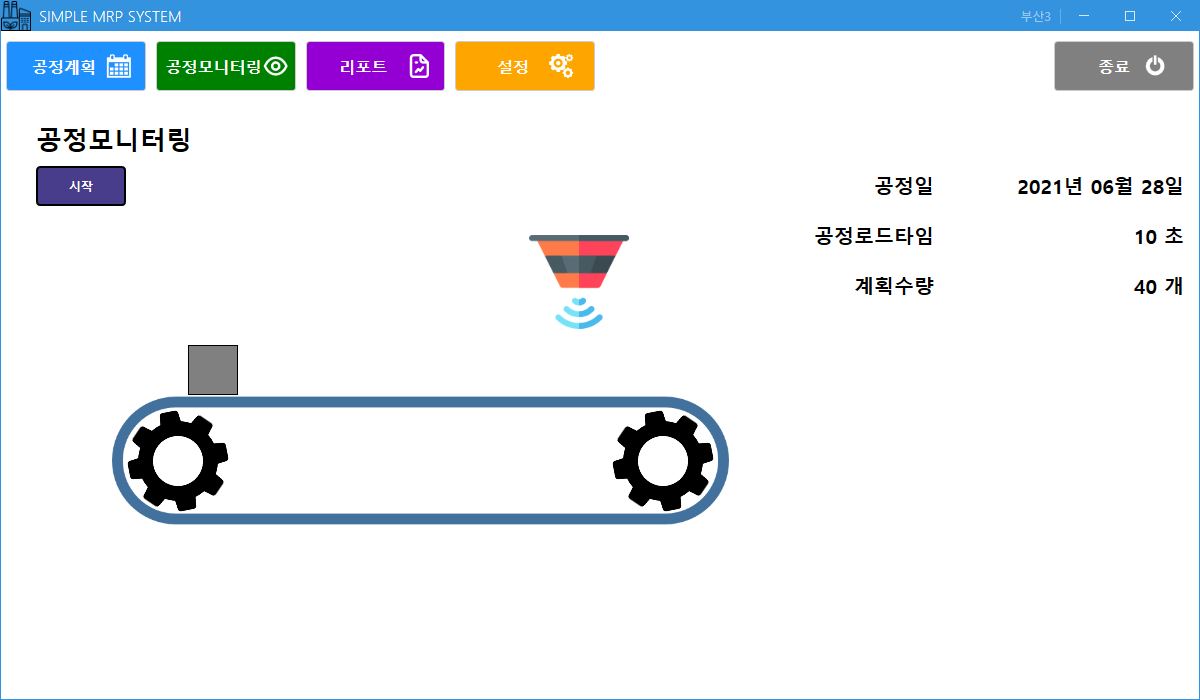 SIMPLE MRP SYSTEM
부산3
공정계획
공정모니터링
리포트
설정
종료
공정모니터링
시작
공정일 2021년 06월 28일
공정로드타임 10 초
계획수량 40 개